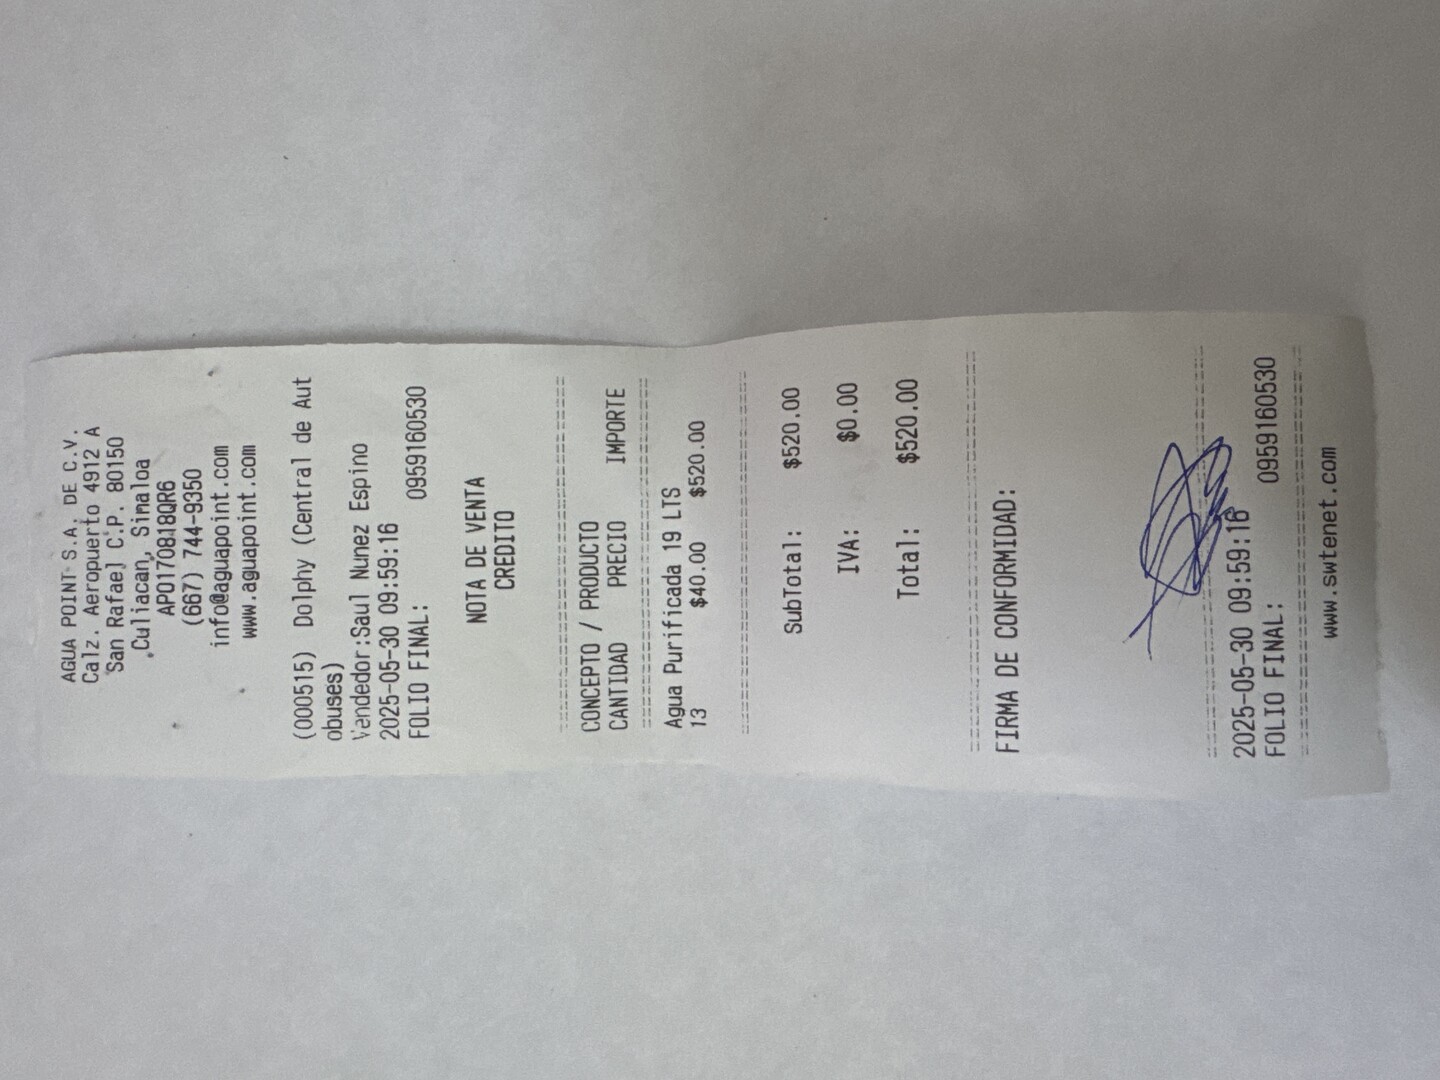 AGUA POINT S.A. DE C.V.
Calz. Aeropuerto 4912 A
San Rafael C.P. 80150
,Culiacan, Sinaloa
APO170818QR6
(667) 744-9350
info@aguapoint.com
www.aguapoint.com
(000515) Dolphy (Central de Aut
obuses)
Vendedor:Saul Nunez Espino
2025-05-30 09:59:16
FOLIO FINAL: 0959160530
NOTA DE VENTA
CREDITO
CONCEPTO / PRODUCTO
CANTIDAD PRECIO IMPORTE
Agua Purificada 19 LTS
13 $40.00 $520.00
SubTotal: $520.00
IVA: $0.00
Total: $520.00
FIRMA DE CONFORMIDAD:
2025-05-30 09:59:16
FOLIO FINAL: 0959160530
www.swtenet.com